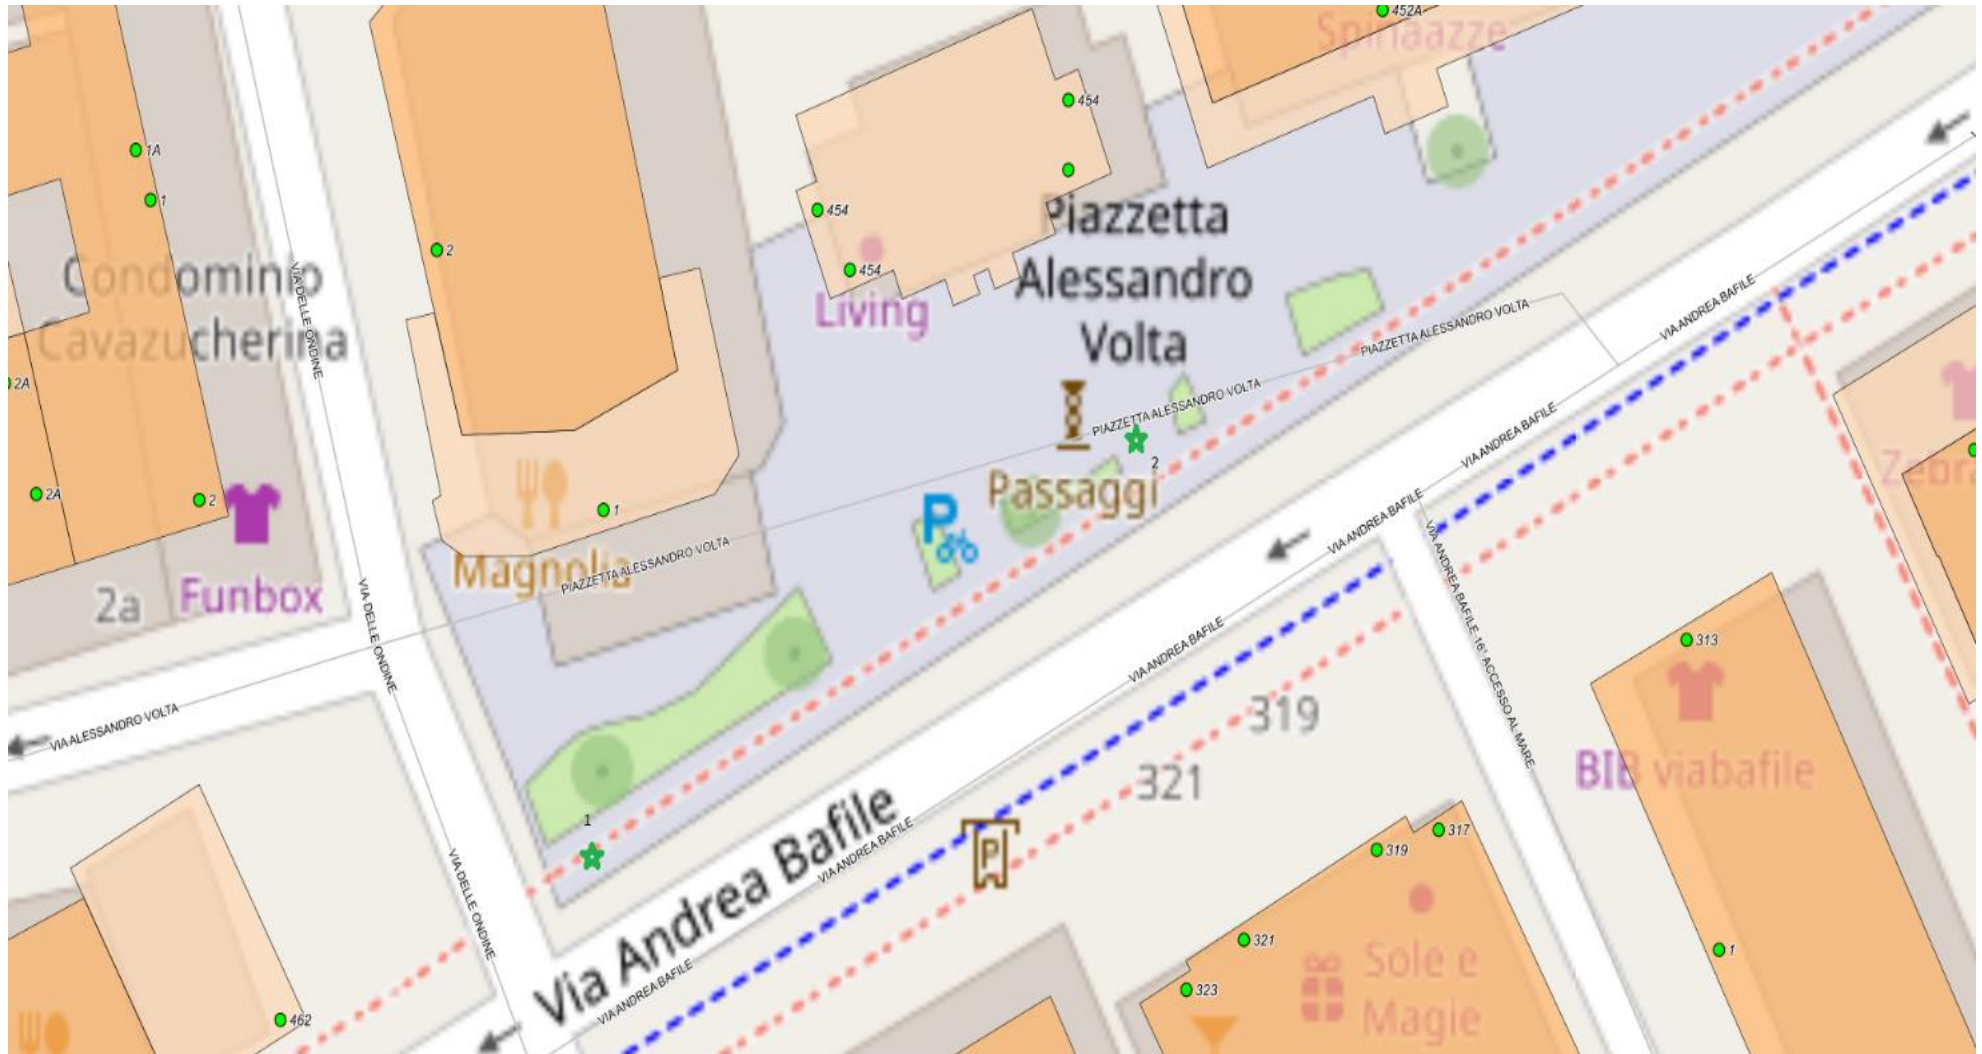 452A
Spinaazze
454
1A
1
454
Piazzetta
Alessandro
Volta
2
454
Living
Condominio
Cavazucherina
VIA DELLE ONDINE
PIAZZETTA ALESSANDRO VOLTA
VIA ANDREA BAFILE
2A
PIAZZETTA ALESSANDRO VOLTA
VIA ANDREA BAFILE
2
Passaggi
Zebra
2A
2
1
P
VIA ANDREA BAFILE
Magnolia
PIAZZETTA ALESSANDRO VOLTA
2a
Funbox
VIA DELLE ONDINE
VIA ANDREA BAFILE
VIA ANDREA BAFILE 16° ACCESSO AL MARE
313
VIA ALESSANDRO VOLTA
319
321
BIB viabafile
1
P
Via Andrea Bafile
VIA ANDREA BAFILE
VIA DELLE ONDINE
317
319
321
1
Sole e
Magie
323
VIA ANDREA BAFILE
462